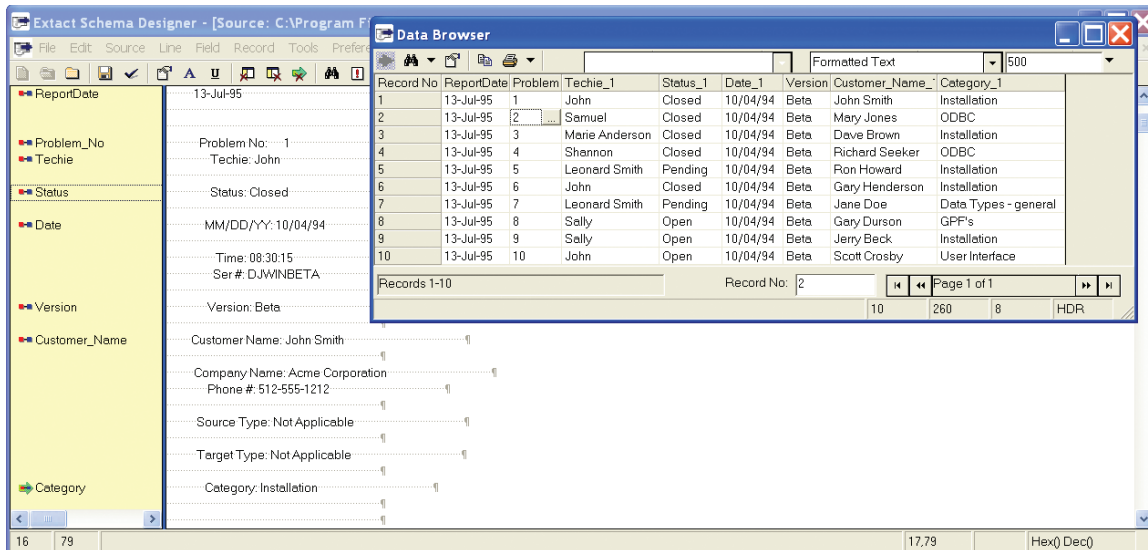 Extact Schema Designer - [Source: C:\Program F
File Edit Source Line Field Record Tools Prefere
ReportDate 13-Jul-95
Problem_No Problem No: 1
Techie Techie: John
Status Status: Closed
Date MM/DD/YY: 10/04/94
Time: 08:30:15
Ser #: DJWINBETA
Version Version: Beta
Customer_Name Customer Name: John Smith
Company Name: Acme Corporation
Phone #: 512-555-1212
Source Type: Not Applicable
Target Type: Not Applicable
Category Category: Installation
16 79 17,79 Hex() Dec()
Data Browser
Formatted Text 500
Record No ReportDate Problem Techie_1 Status_1 Date_1 Version Customer_Name_ Category_1
1 13-Jul-95 1 John Closed 10/04/94 Beta John Smith Installation
2 13-Jul-95 2 ... Samuel Closed 10/04/94 Beta Mary Jones ODBC
3 13-Jul-95 3 Marie Anderson Closed 10/04/94 Beta Dave Brown Installation
4 13-Jul-95 4 Shannon Closed 10/04/94 Beta Richard Seeker ODBC
5 13-Jul-95 5 Leonard Smith Pending 10/04/94 Beta Ron Howard Installation
6 13-Jul-95 6 John Closed 10/04/94 Beta Gary Henderson Installation
7 13-Jul-95 7 Leonard Smith Pending 10/04/94 Beta Jane Doe Data Types - general
8 13-Jul-95 8 Sally Open 10/04/94 Beta Gary Durson GPF's
9 13-Jul-95 9 Sally Open 10/04/94 Beta Jerry Beck Installation
10 13-Jul-95 10 John Open 10/04/94 Beta Scott Crosby User Interface
Records 1-10 Record No: 2 Page 1 of 1
10 260 8 HDR